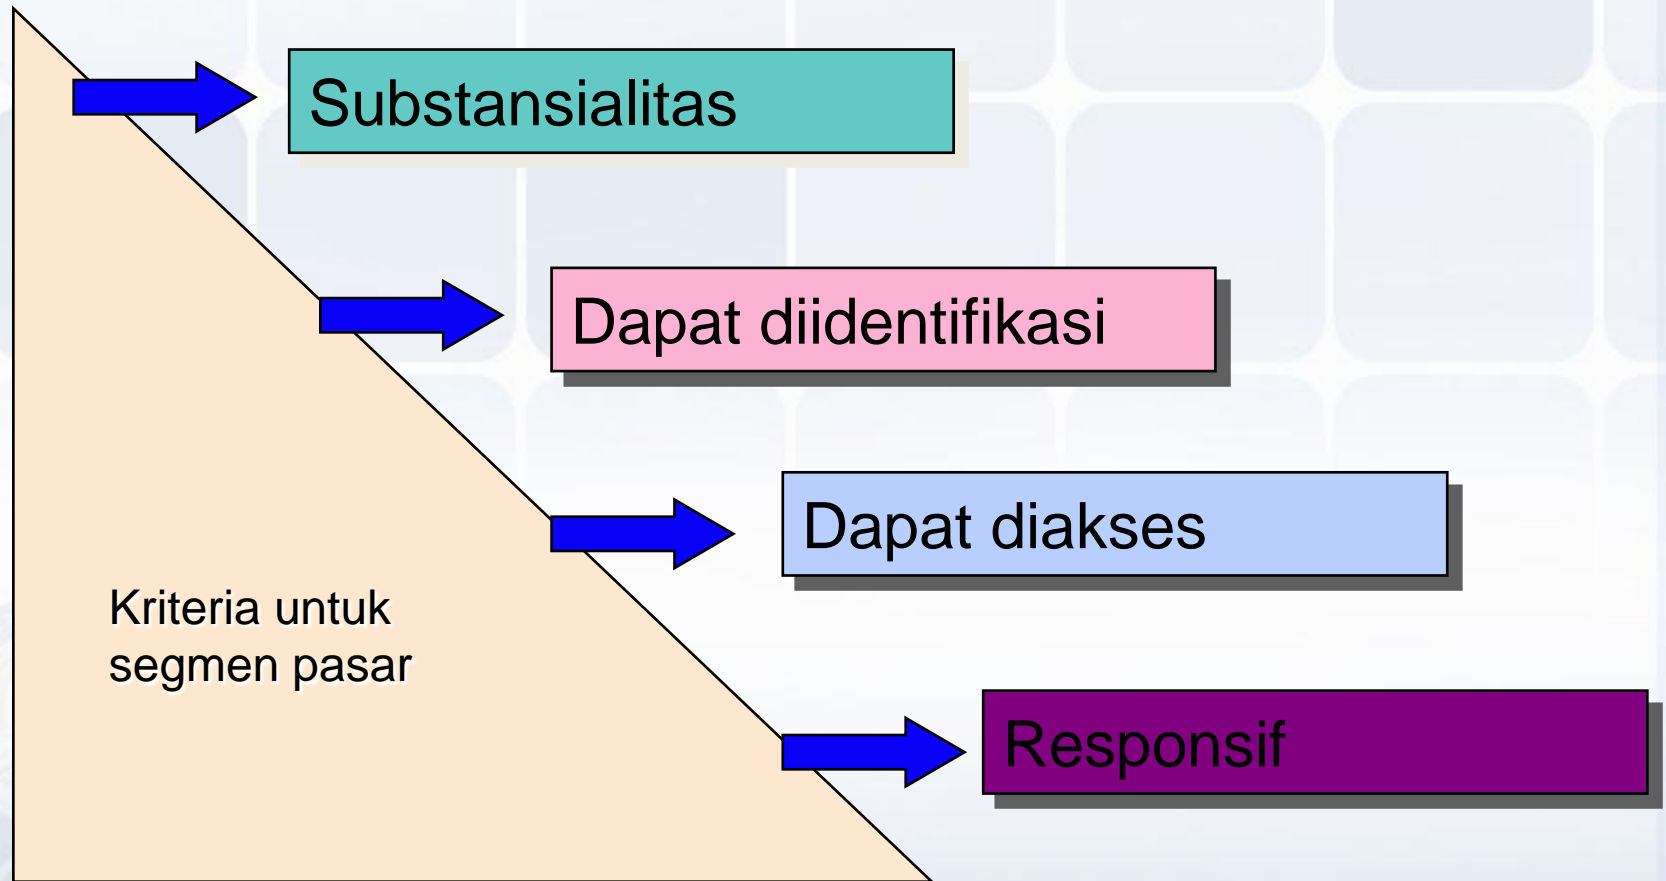 Substansialitas
Dapat diidentifikasi
Dapat diakses
Kriteria untuk
segmen pasar
Responsif